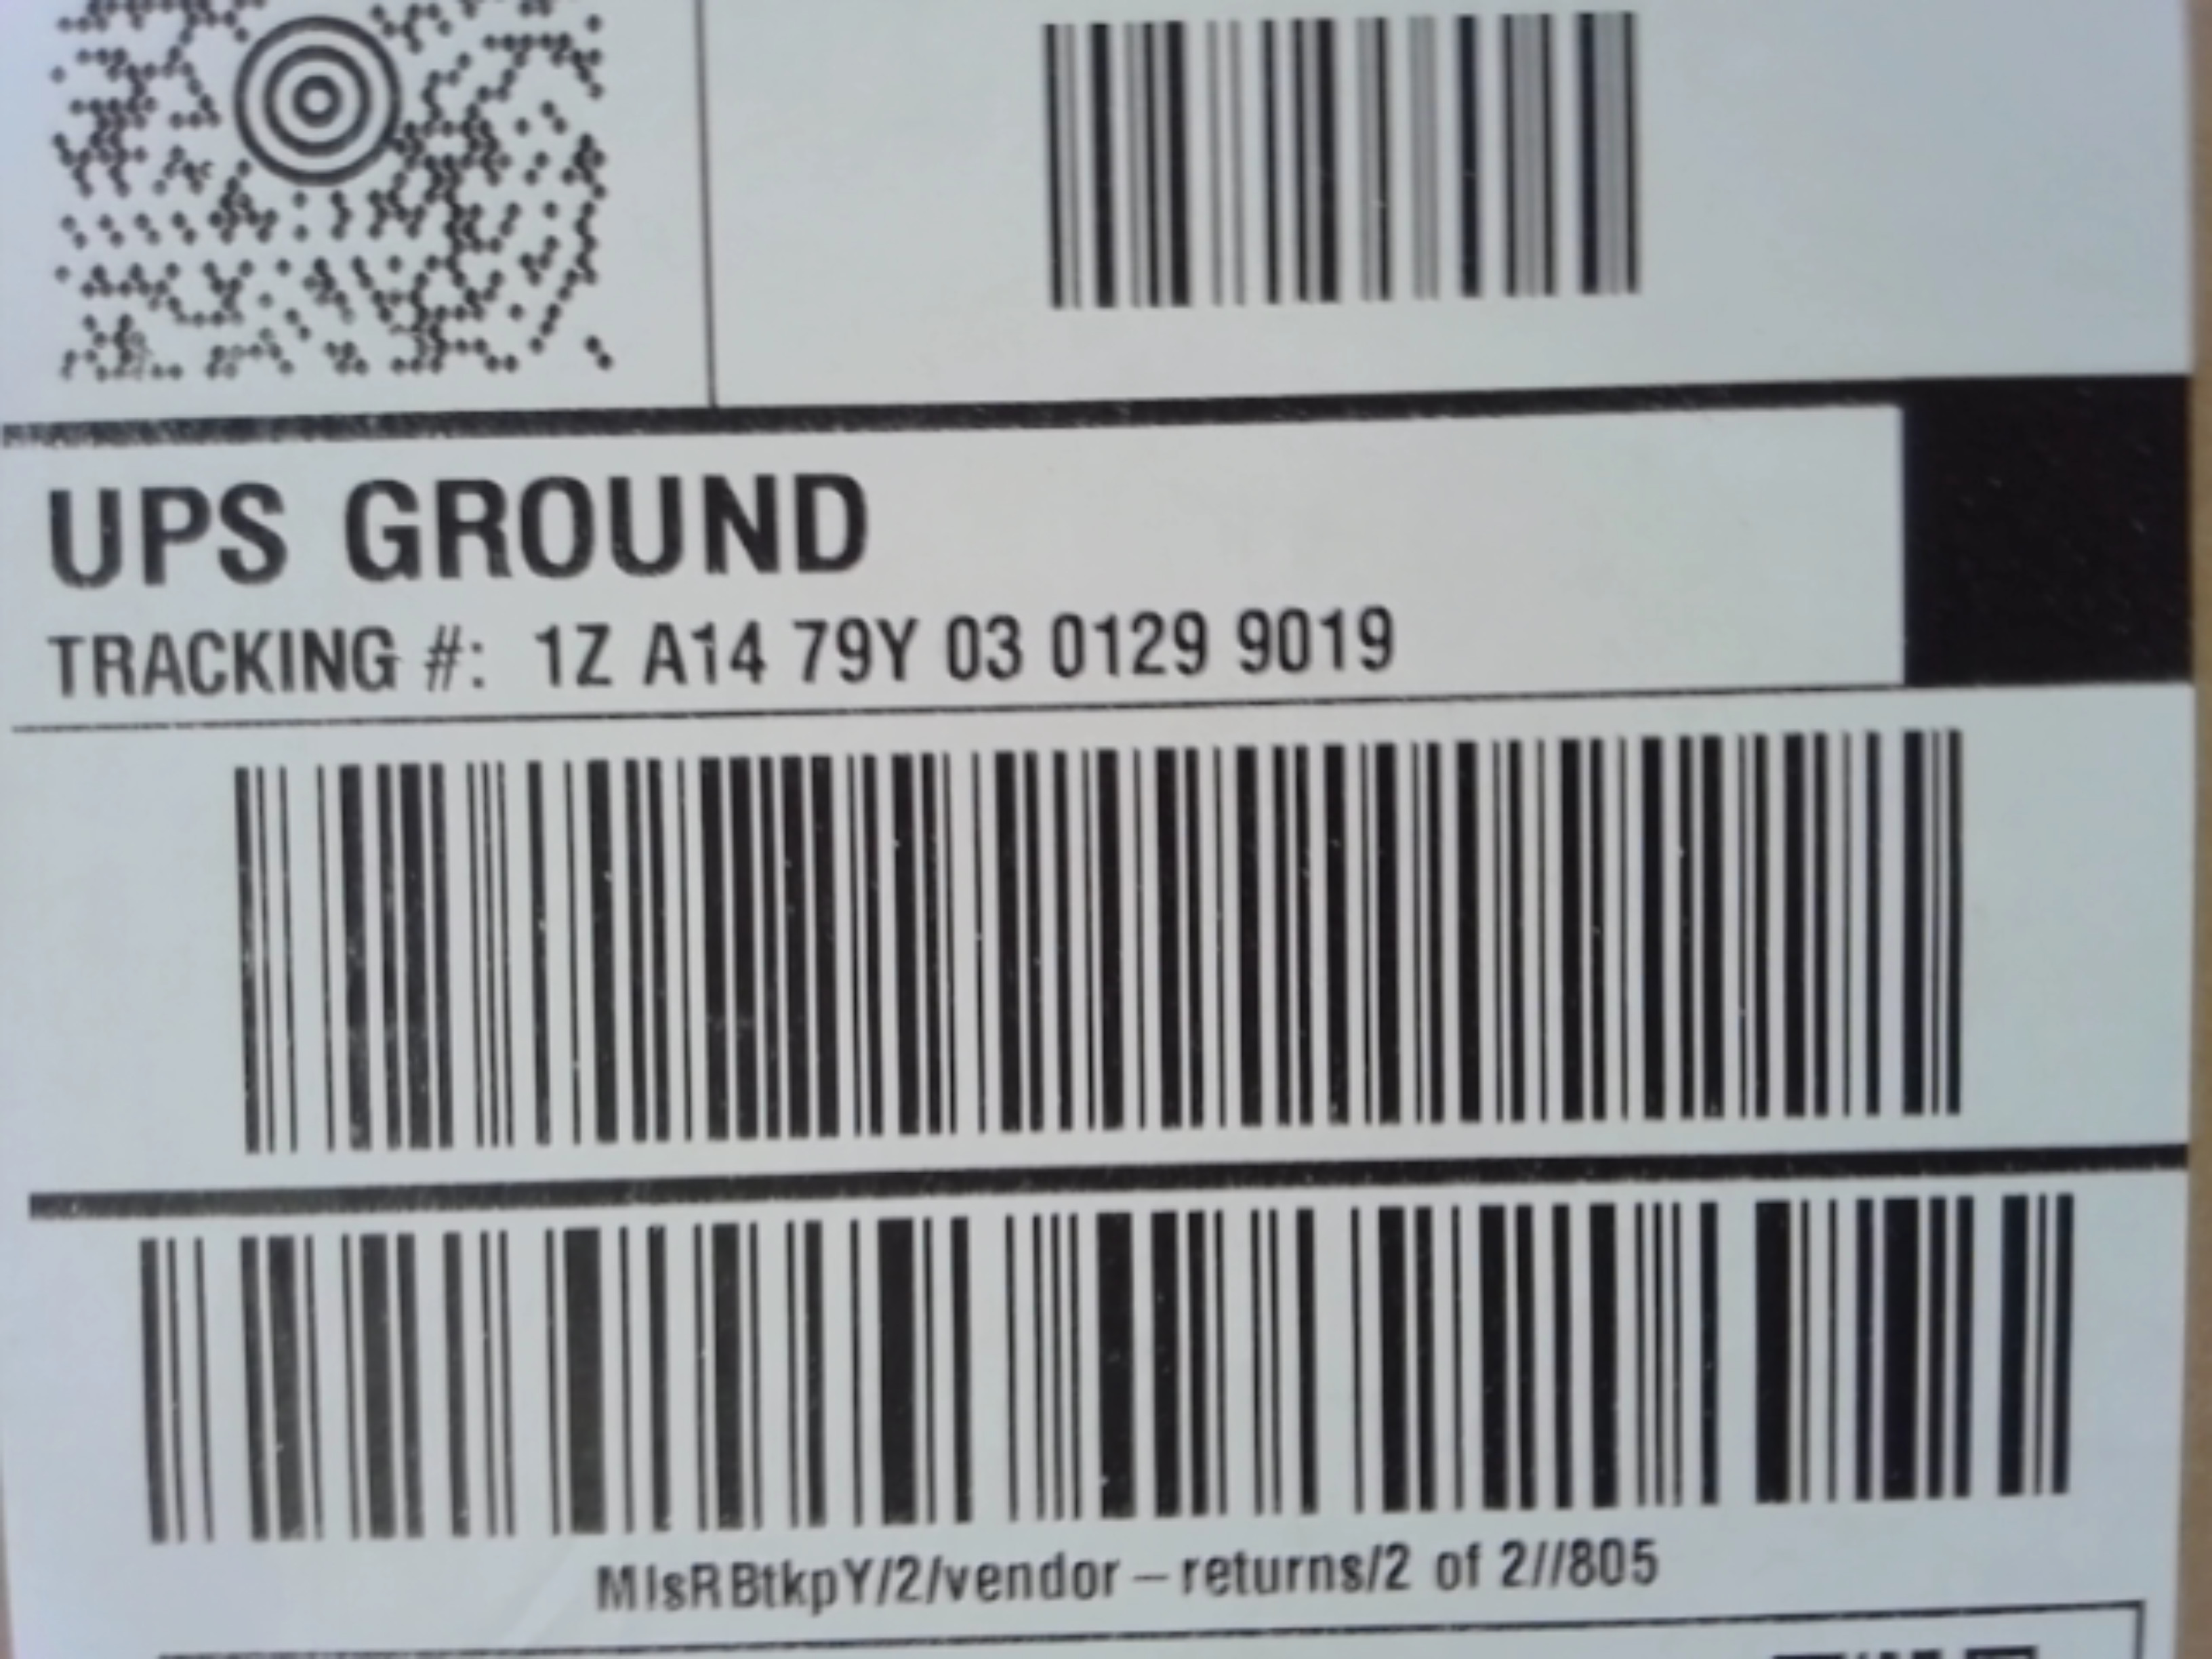 UPS GROUND
TRACKING #: 1Z A14 79Y 03 0129 9019
MIsRBtkpY/2/vendor – returns/2 of 2//805